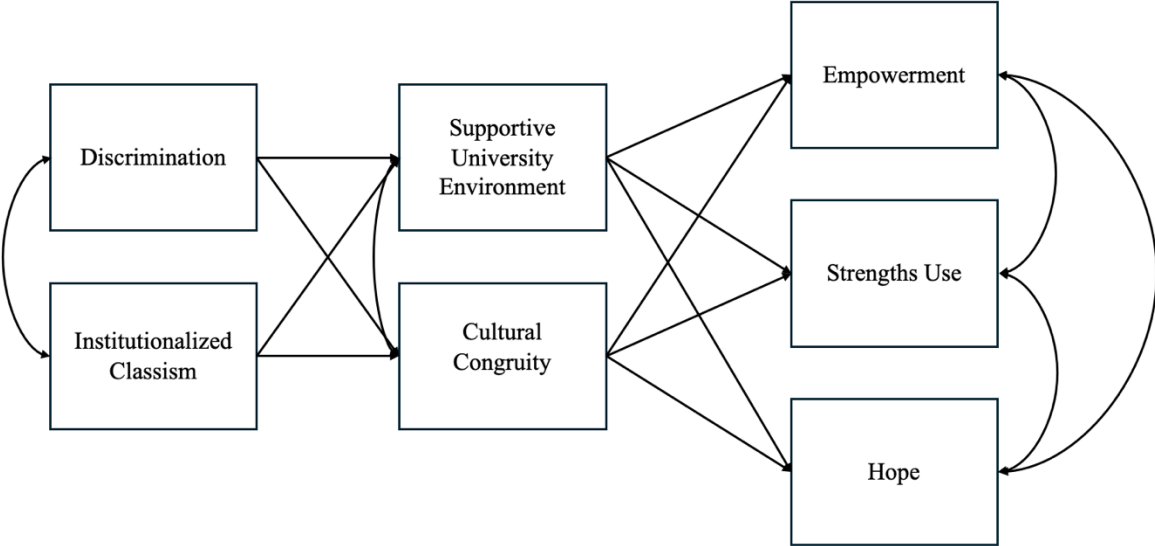 Discrimination
Institutionalized
Classism
Supportive
University
Environment
Cultural
Congruity
Empowerment
Strengths Use
Hope